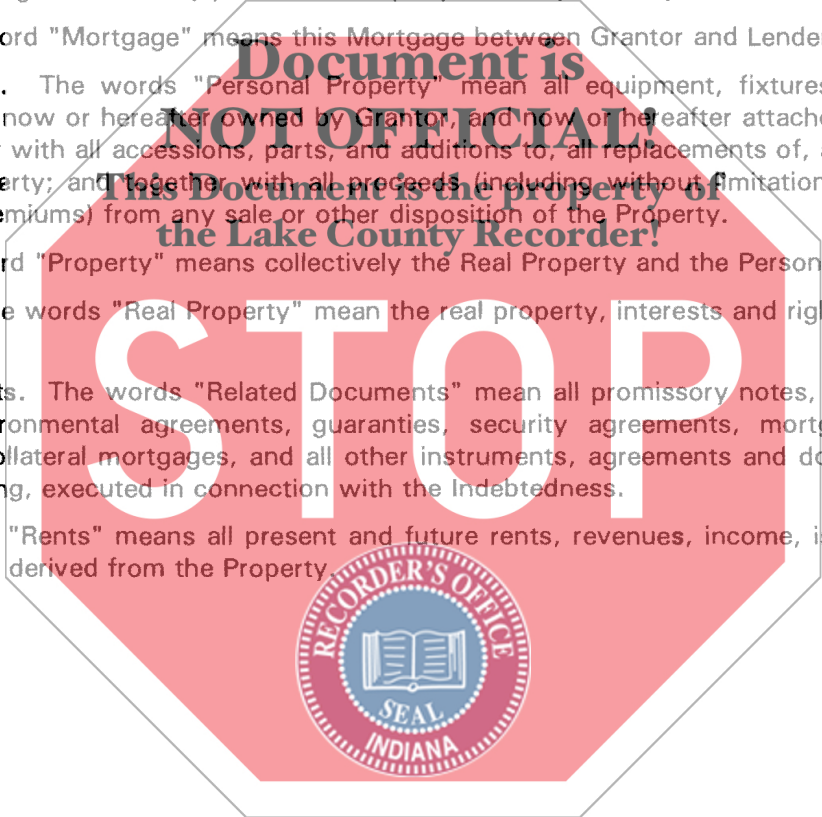 ord "Mortgage" means this Mortgage between Grantor and Lende
Document is
. The words "Personal Property" mean all equipment, fixtures
now or hereafter owned by Grantor, and now or hereafter attache
NOT OFFICIAL!
with all accessions, parts, and additions to, all replacements of, a
erty; and together with all proceeds (including without limitation
This Document is the property of
miums) from any sale or other disposition of the Property.
the Lake County Recorder!
rd "Property" means collectively the Real Property and the Person
e words "Real Property" mean the real property, interests and righ
STOP
ts. The words "Related Documents" mean all promissory notes,
ronmental agreements, guaranties, security agreements, mortg
ollateral mortgages, and all other instruments, agreements and do
ng, executed in connection with the Indebtedness.
"Rents" means all present and future rents, revenues, income, is
derived from the Property.
RECORDER'S OFFICE
SEAL
INDIANA